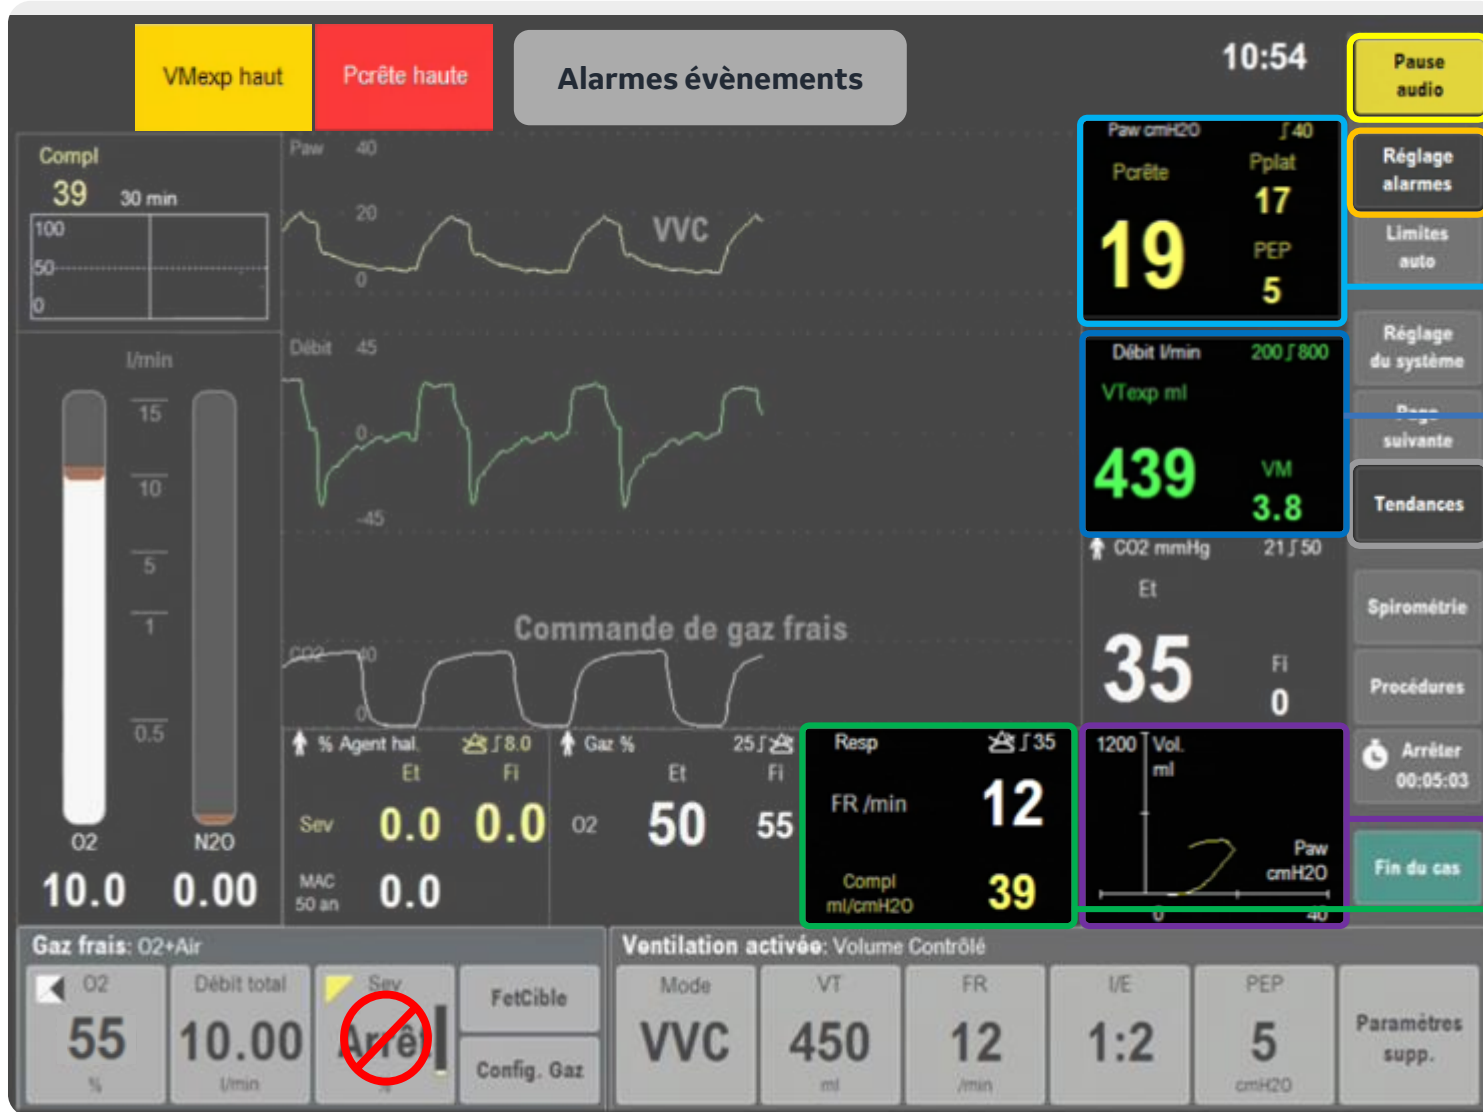 VMexp haut
Pcrête haute
Alarmes évènements
10:54
Pause
audio
Compl
39
30 min
100
50
0
Paw 40
20
0
VVC
Paw cmH2O 40
Pcrête
Pplat
17
19
PEP
5
Réglage
alarmes
Limites
auto
l/min
15
10
5
1
0.5
O2
N2O
10.0
0.00
Débit 45
0
-45
Débit l/min 200 800
VTexp ml
439
VM
3.8
Réglage
du système
Page
suivante
Tendances
Commande de gaz frais
CO2 40
0
CO2 mmHg 21 50
Et
35
Fi
0
Spirométrie
Procédures
Arrêter
00:05:03
Fin du cas
% Agent hal. 8.0
Et Fi
Sev 0.0 0.0
MAC
50 an
0.0
Gaz % 25
Et Fi
O2 50 55
Resp 35
FR /min 12
Compl
ml/cmH2O
39
1200 Vol.
ml
Paw
cmH2O
0 40
Gaz frais: O2+Air
O2
55
%
Débit total
10.00
l/min
Sev
Arrêt
%
FetCible
Config. Gaz
Ventilation activée: Volume Contrôlé
Mode
VVC
VT
450
ml
FR
12
/min
I/E
1:2
PEP
5
cmH2O
Paramètres
supp.